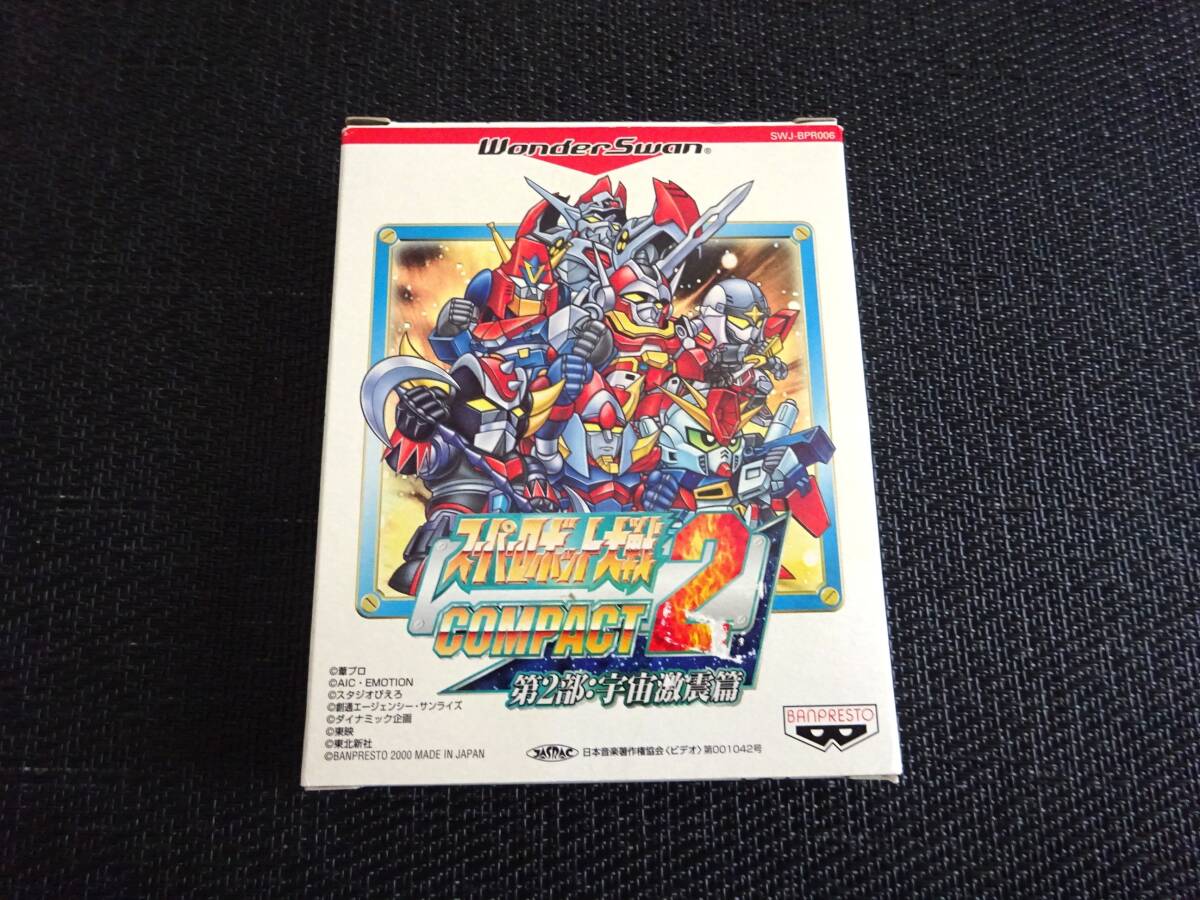 WonderSwan®
SWJ-BPR006
スーパーロボット大戦
COMPACT 2
第2部:宇宙激震篇
©葦プロ
©AIC・EMOTION
©スタジオぴえろ
©創通エージェンシー・サンライズ
©ダイナミック企画
©東映
©東北新社
©BANPRESTO 2000 MADE IN JAPAN
JASRAC 日本音楽著作権協会〈ビデオ〉第001042号
BANPRESTO